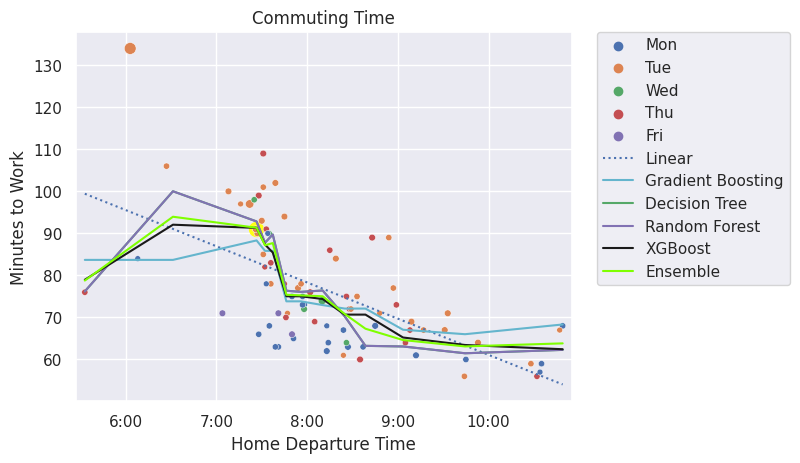 Commuting Time
Minutes to Work
130
120
110
100
90
80
70
60
6:00
7:00
8:00
9:00
10:00
Home Departure Time
Mon
Tue
Wed
Thu
Fri
Linear
Gradient Boosting
Decision Tree
Random Forest
XGBoost
Ensemble